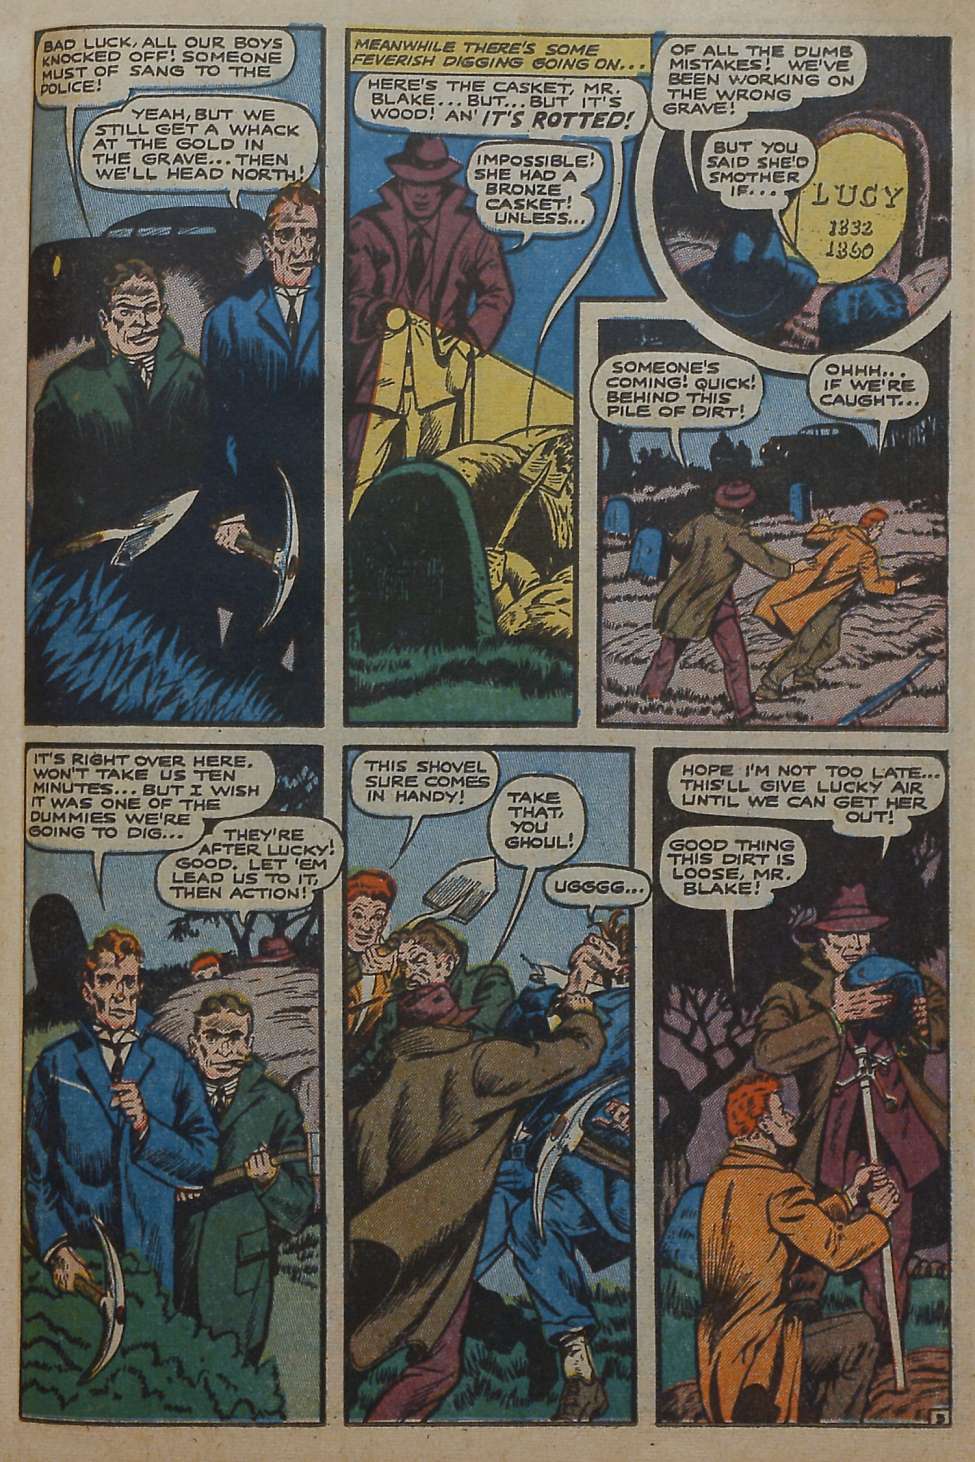 BAD LUCK, ALL OUR BOYS
KNOCKED OFF! SOMEONE
MUST OF SANG TO THE
POLICE!
YEAH, BUT WE
STILL GET A WHACK
AT THE GOLD IN
THE GRAVE... THEN
WE'LL HEAD NORTH!
MEANWHILE THERE'S SOME
FEVERISH DIGGING GOING ON...
HERE'S THE CASKET, MR.
BLAKE... BUT... BUT IT'S
WOOD! AN' IT'S ROTTED!
IMPOSSIBLE!
SHE HAD A
BRONZE
CASKET!
UNLESS...
OF ALL THE DUMB
MISTAKES! WE'VE
BEEN WORKING ON
THE WRONG
GRAVE!
BUT YOU
SAID SHE'D
SMOTHER
IF...
LUCY
1832
1860
SOMEONE'S
COMING! QUICK!
BEHIND THIS
PILE OF DIRT!
OHHH...
IF WE'RE
CAUGHT...
IT'S RIGHT OVER HERE.
WON'T TAKE US TEN
MINUTES... BUT I WISH
IT WAS ONE OF THE
DUMMIES WE'RE
GOING TO DIG...
THEY'RE
AFTER LUCKY!
GOOD. LET 'EM
LEAD US TO IT,
THEN ACTION!
THIS SHOVEL
SURE COMES
IN HANDY!
TAKE
THAT,
YOU
GHOUL!
UGGGG...
HOPE I'M NOT TOO LATE...
THIS'LL GIVE LUCKY AIR
UNTIL WE CAN GET HER
OUT!
GOOD THING
THIS DIRT IS
LOOSE, MR.
BLAKE!